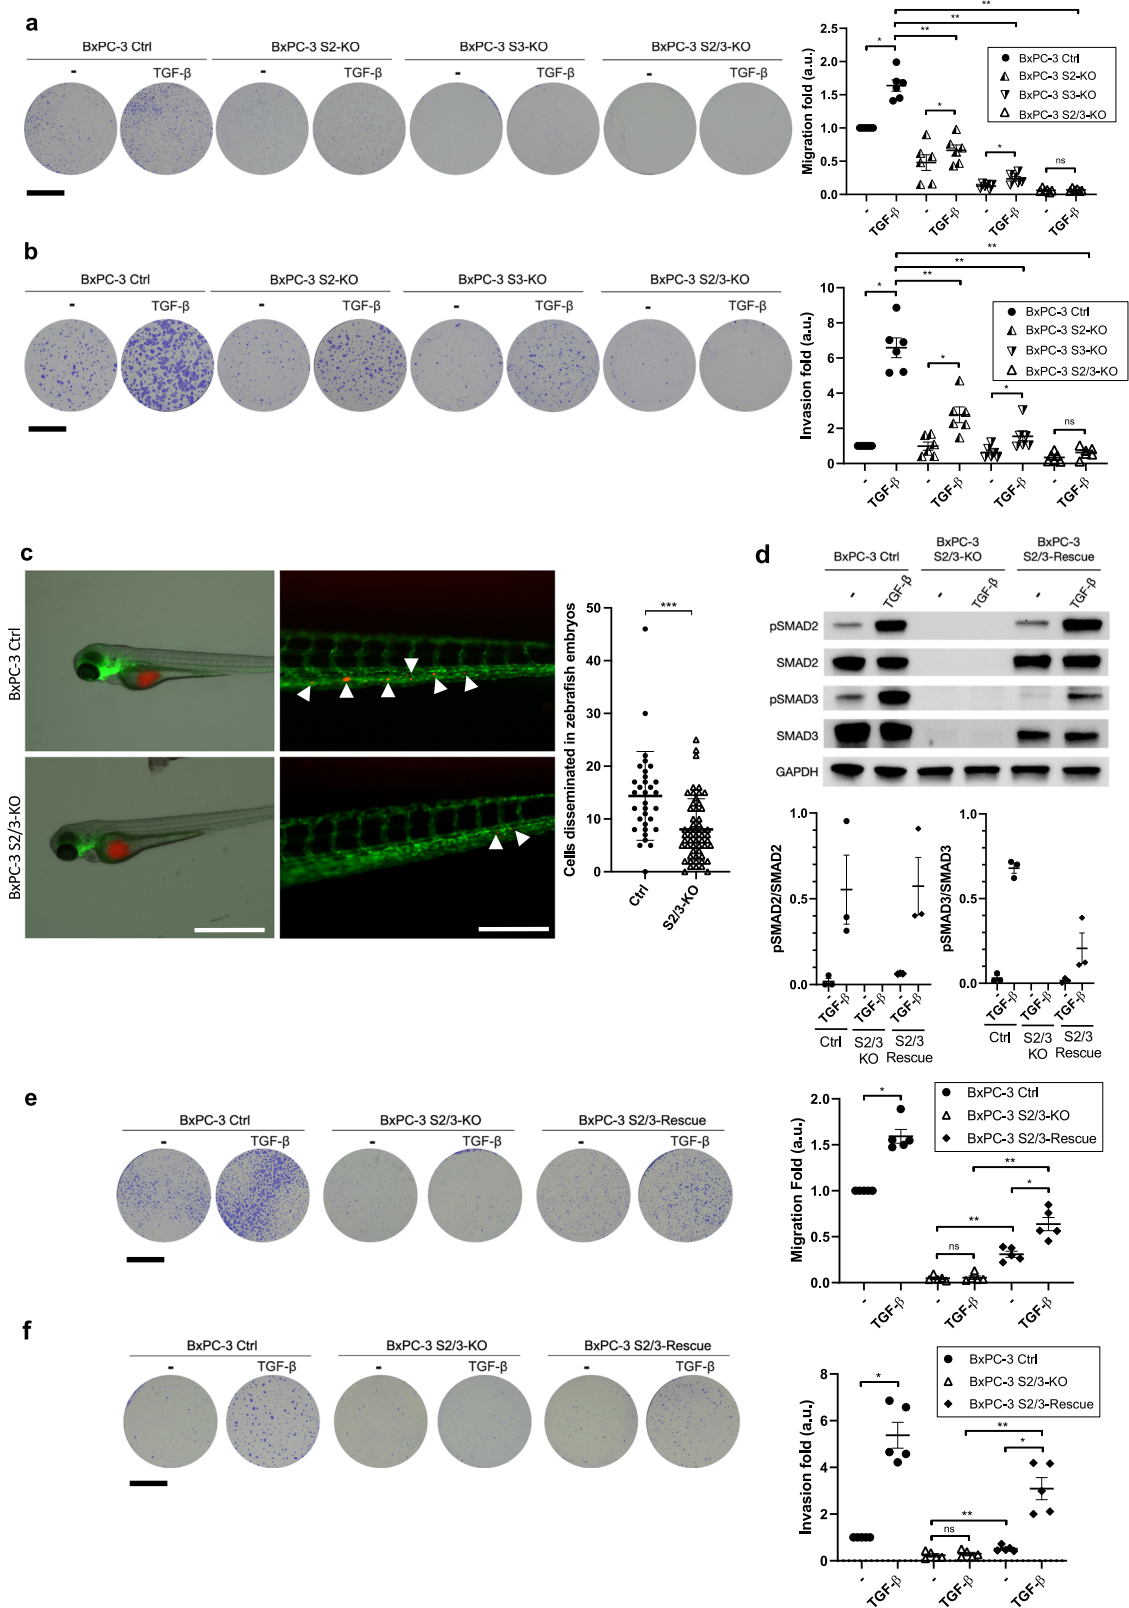 a
BxPC-3 Ctrl BxPC-3 S2-KO BxPC-3 S3-KO BxPC-3 S2/3-KO
- TGF-β - TGF-β - TGF-β - TGF-β
Migration fold (a.u.)
2.5
2.0
1.5
1.0
0.5
0.0
**
**
**
*
*
*
ns
BxPC-3 Ctrl
BxPC-3 S2-KO
BxPC-3 S3-KO
BxPC-3 S2/3-KO
- TGF-β - TGF-β - TGF-β - TGF-β
b
BxPC-3 Ctrl BxPC-3 S2-KO BxPC-3 S3-KO BxPC-3 S2/3-KO
- TGF-β - TGF-β - TGF-β - TGF-β
Invasion fold (a.u.)
10
8
6
4
2
0
**
**
**
*
*
*
ns
BxPC-3 Ctrl
BxPC-3 S2-KO
BxPC-3 S3-KO
BxPC-3 S2/3-KO
- TGF-β - TGF-β - TGF-β - TGF-β
c
BxPC-3 Ctrl
BxPC-3 S2/3-KO
Cells disseminated in zebrafish embryos
50
40
30
20
10
0
***
Ctrl S2/3-KO
d
BxPC-3 Ctrl
BxPC-3
S2/3-KO
BxPC-3
S2/3-Rescue
- TGF-β - TGF-β - TGF-β
pSMAD2
SMAD2
pSMAD3
SMAD3
GAPDH
pSMAD2/SMAD2
1.0
0.5
0.0
- TGF-β - TGF-β - TGF-β
Ctrl S2/3 S2/3
KO Rescue
pSMAD3/SMAD3
1.0
0.5
0.0
- TGF-β - TGF-β - TGF-β
Ctrl S2/3 S2/3
KO Rescue
e
BxPC-3 Ctrl BxPC-3 S2/3-KO BxPC-3 S2/3-Rescue
- TGF-β - TGF-β - TGF-β
Migration Fold (a.u.)
2.0
1.5
1.0
0.5
0.0
*
**
*
**
ns
BxPC-3 Ctrl
BxPC-3 S2/3-KO
BxPC-3 S2/3-Rescue
- TGF-β - TGF-β - TGF-β
f
BxPC-3 Ctrl BxPC-3 S2/3-KO BxPC-3 S2/3-Rescue
- TGF-β - TGF-β - TGF-β
Invasion fold (a.u.)
8
6
4
2
0
*
**
*
**
ns
BxPC-3 Ctrl
BxPC-3 S2/3-KO
BxPC-3 S2/3-Rescue
- TGF-β - TGF-β - TGF-β